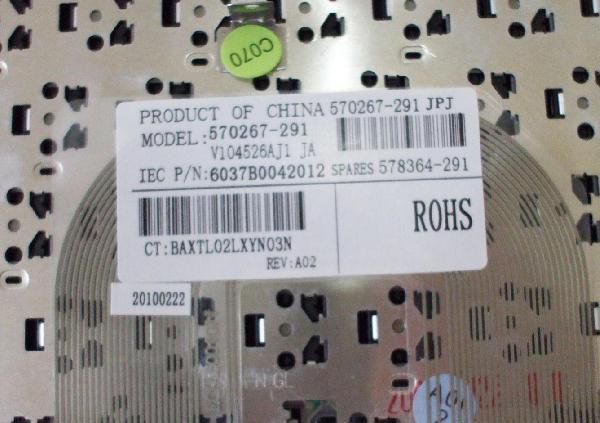 C070
PRODUCT OF CHINA 570267-291 JPJ
MODEL:570267-291
V104526AJ1 JA
IEC P/N:6037B0042012 SPARES 578364-291
ROHS
CT:BAXTL02LXYN03N
REV:A02
20100222